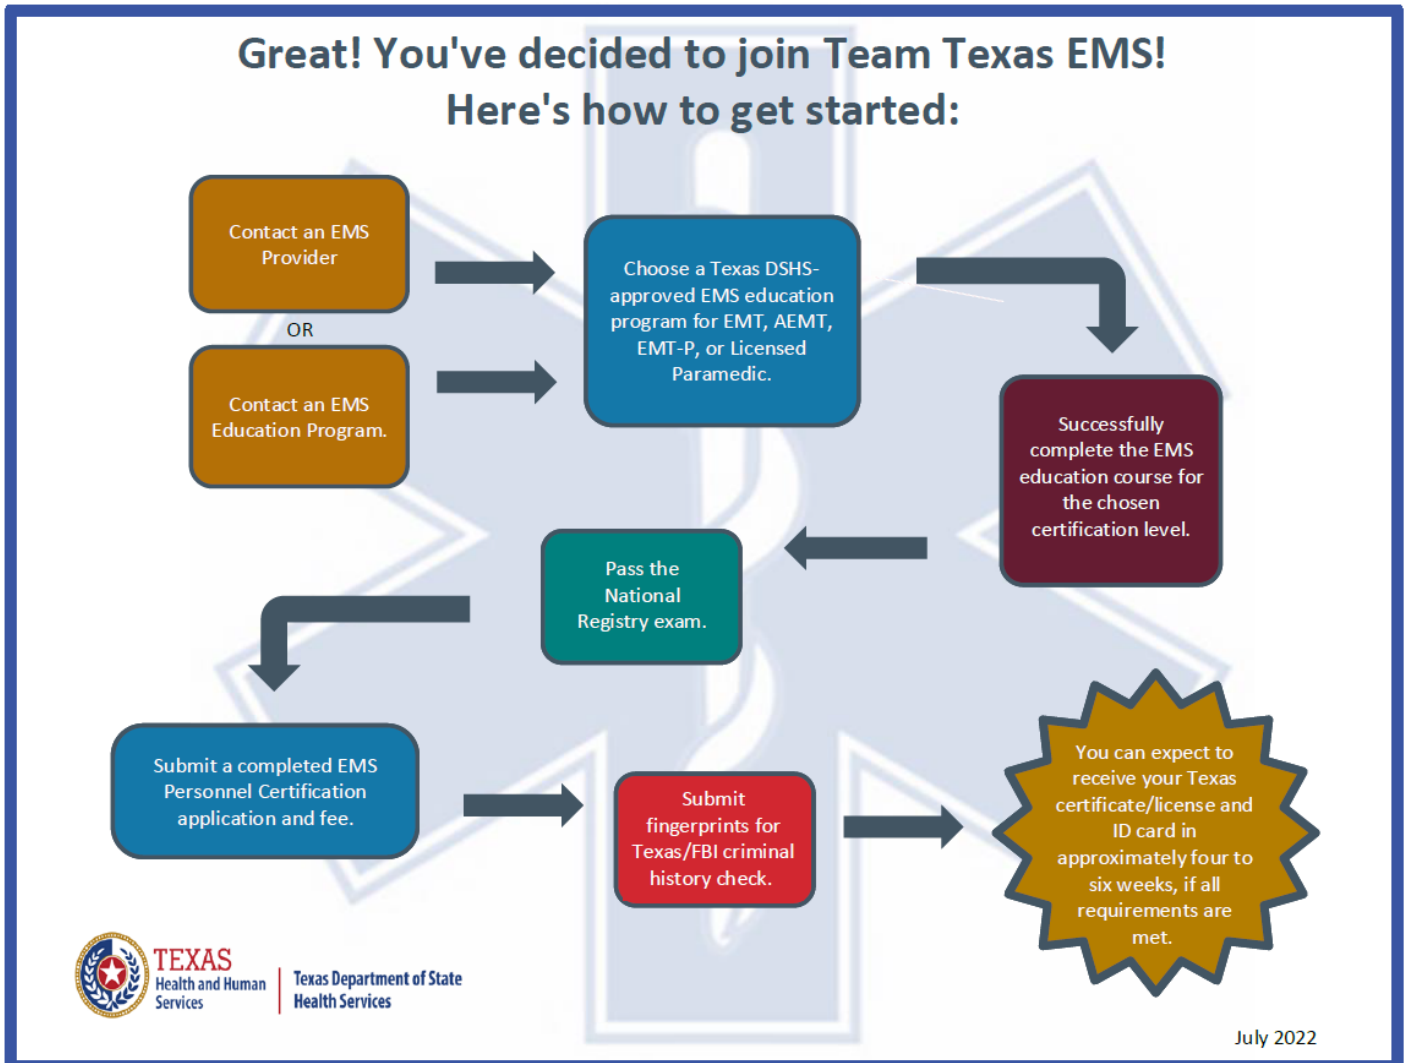 Great! You've decided to join Team Texas EMS!
Here's how to get started:
Contact an EMS
Provider
OR
Contact an EMS
Education Program.
Choose a Texas DSHS-
approved EMS education
program for EMT, AEMT,
EMT-P, or Licensed
Paramedic.
Successfully
complete the EMS
education course for
the chosen
certification level.
Pass the
National
Registry exam.
Submit a completed EMS
Personnel Certification
application and fee.
Submit
fingerprints for
Texas/FBI criminal
history check.
You can expect to
receive your Texas
certificate/license and
ID card in
approximately four to
six weeks, if all
requirements are
met.
TEXAS
Health and Human
Services
Texas Department of State
Health Services
July 2022